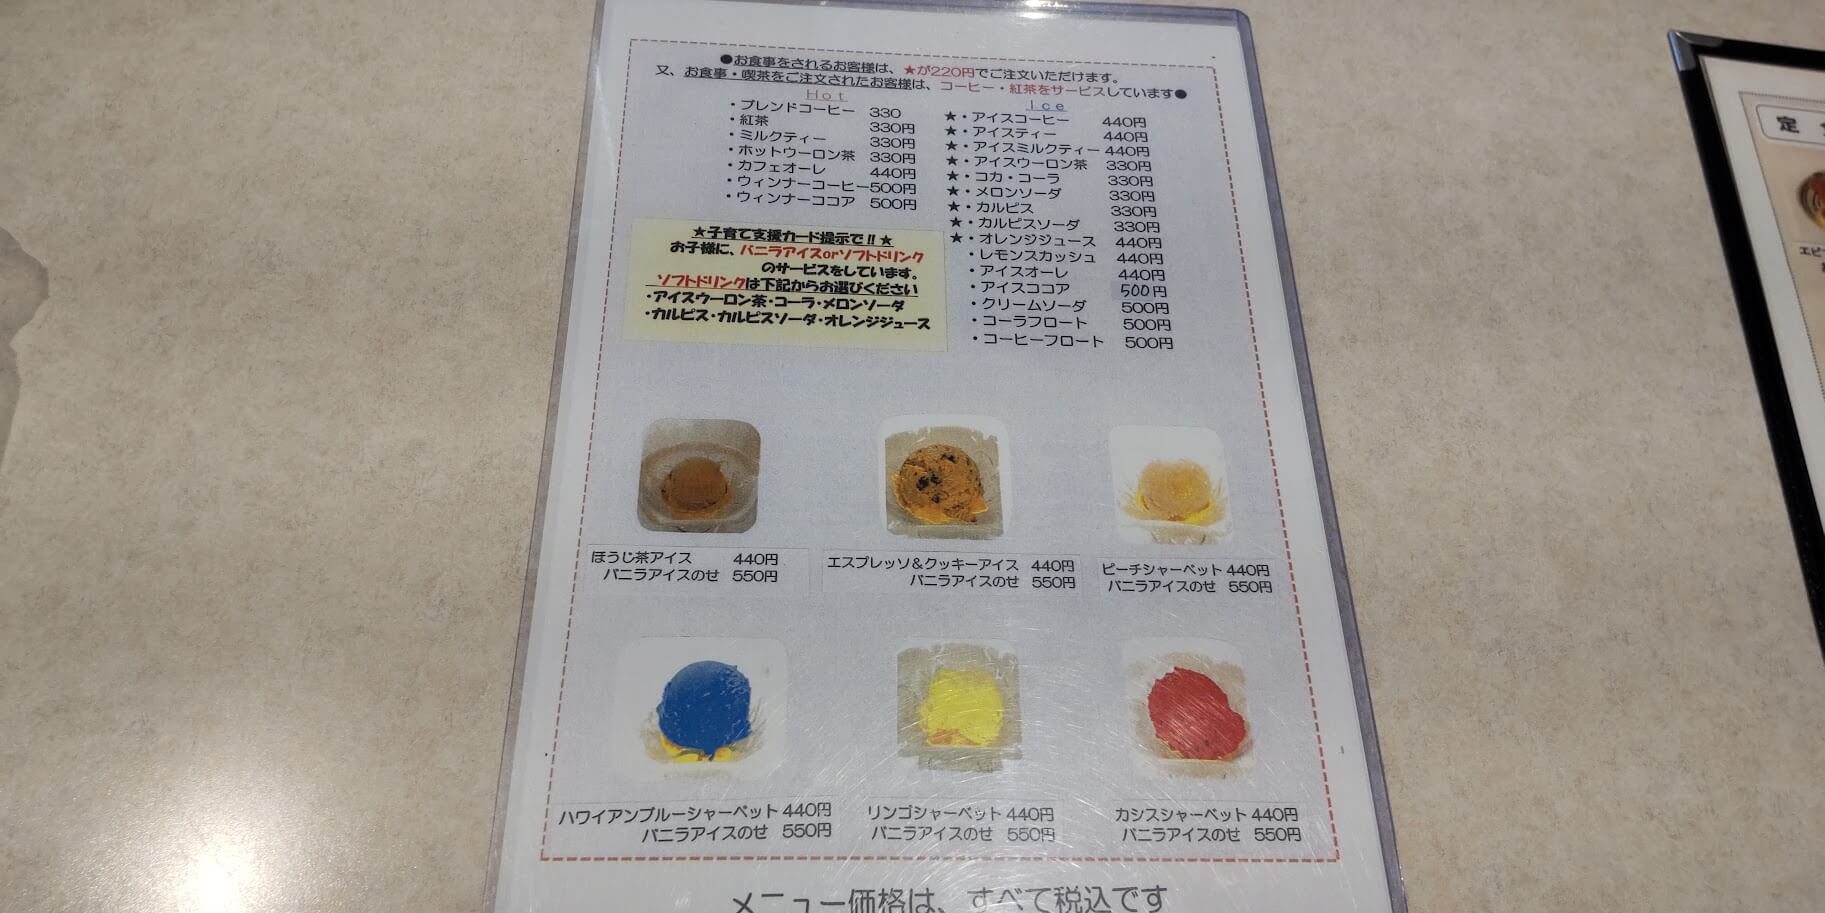 ●お食事をされるお客様は、★が220円でご注文いただけます。
又、お食事・喫茶をご注文されたお客様は、コーヒー・紅茶をサービスしています●
Hot
・ブレンドコーヒー 330
・紅茶 330円
・ミルクティー 330円
・ホットウーロン茶 330円
・カフェオーレ 440円
・ウィンナーコーヒー500円
・ウィンナーココア 500円
Ice
★・アイスコーヒー 440円
★・アイスティー 440円
★・アイスミルクティー 440円
★・アイスウーロン茶 330円
★・コカ・コーラ 330円
★・メロンソーダ 330円
★・カルピス 330円
★・カルピスソーダ 330円
★・オレンジジュース 440円
・レモンスカッシュ 440円
・アイスオーレ 440円
・アイスココア 500円
・クリームソーダ 500円
・コーラフロート 500円
・コーヒーフロート 500円
★子育て支援カード提示で!!★
お子様に、バニラアイスorソフトドリンク
のサービスをしています。
ソフトドリンクは下記からお選びください
・アイスウーロン茶・コーラ・メロンソーダ
・カルピス・カルピスソーダ・オレンジジュース
ほうじ茶アイス 440円
バニラアイスのせ 550円
エスプレッソ＆クッキーアイス 440円
バニラアイスのせ 550円
ピーチシャーベット 440円
バニラアイスのせ 550円
ハワイアンブルーシャーベット 440円
バニラアイスのせ 550円
リンゴシャーベット 440円
バニラアイスのせ 550円
カシスシャーベット 440円
バニラアイスのせ 550円
メニュー価格は、すべて税込です
定
エビ